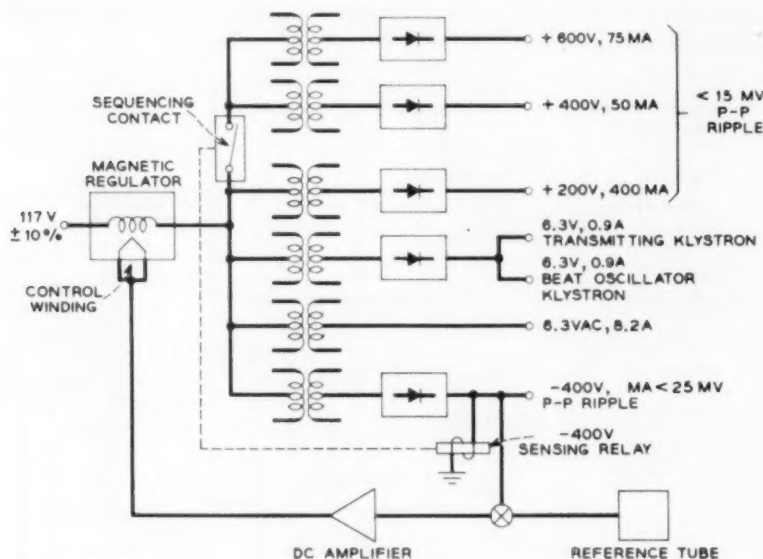 +600V, 75 MA
< 15 MV
P-P
RIPPLE
SEQUENCING
CONTACT
+400V, 50 MA
MAGNETIC
REGULATOR
+200V, 400 MA
117 V
± 10%
6.3V, 0.9A
TRANSMITTING KLYSTRON
6.3V, 0.9A
BEAT OSCILLATOR
KLYSTRON
CONTROL
WINDING
6.3VAC, 8.2A
-400V, MA < 25 MV
P-P RIPPLE
-400V
SENSING RELAY
DC AMPLIFIER
REFERENCE TUBE